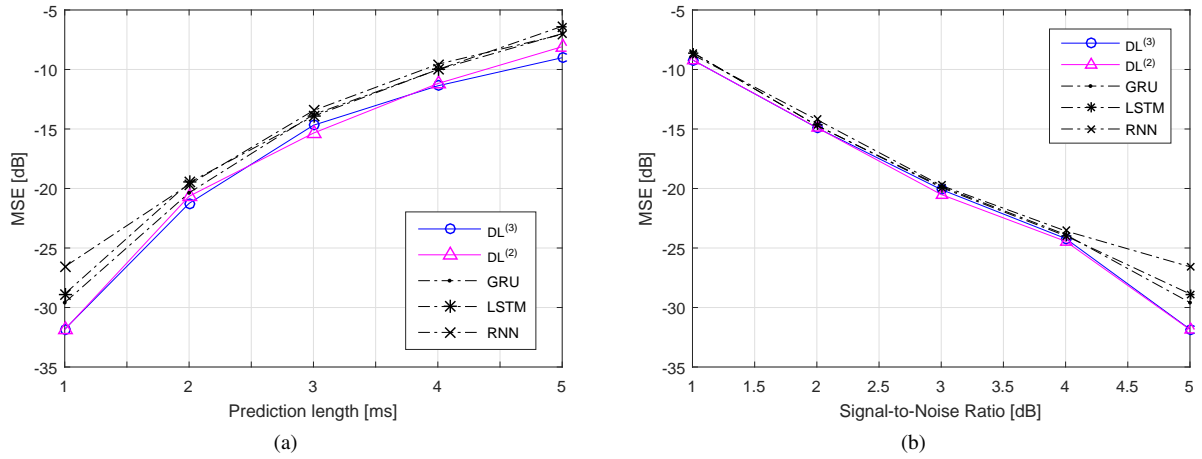 -5
-10
-15
-20
-25
-30
-35
MSE [dB]
DL(3)
DL(2)
GRU
LSTM
RNN
1 2 3 4 5
Prediction length [ms]
(a)
-5
-10
-15
-20
-25
-30
-35
MSE [dB]
DL(3)
DL(2)
GRU
LSTM
RNN
1 1.5 2 2.5 3 3.5 4 4.5 5
Signal-to-Noise Ratio [dB]
(b)